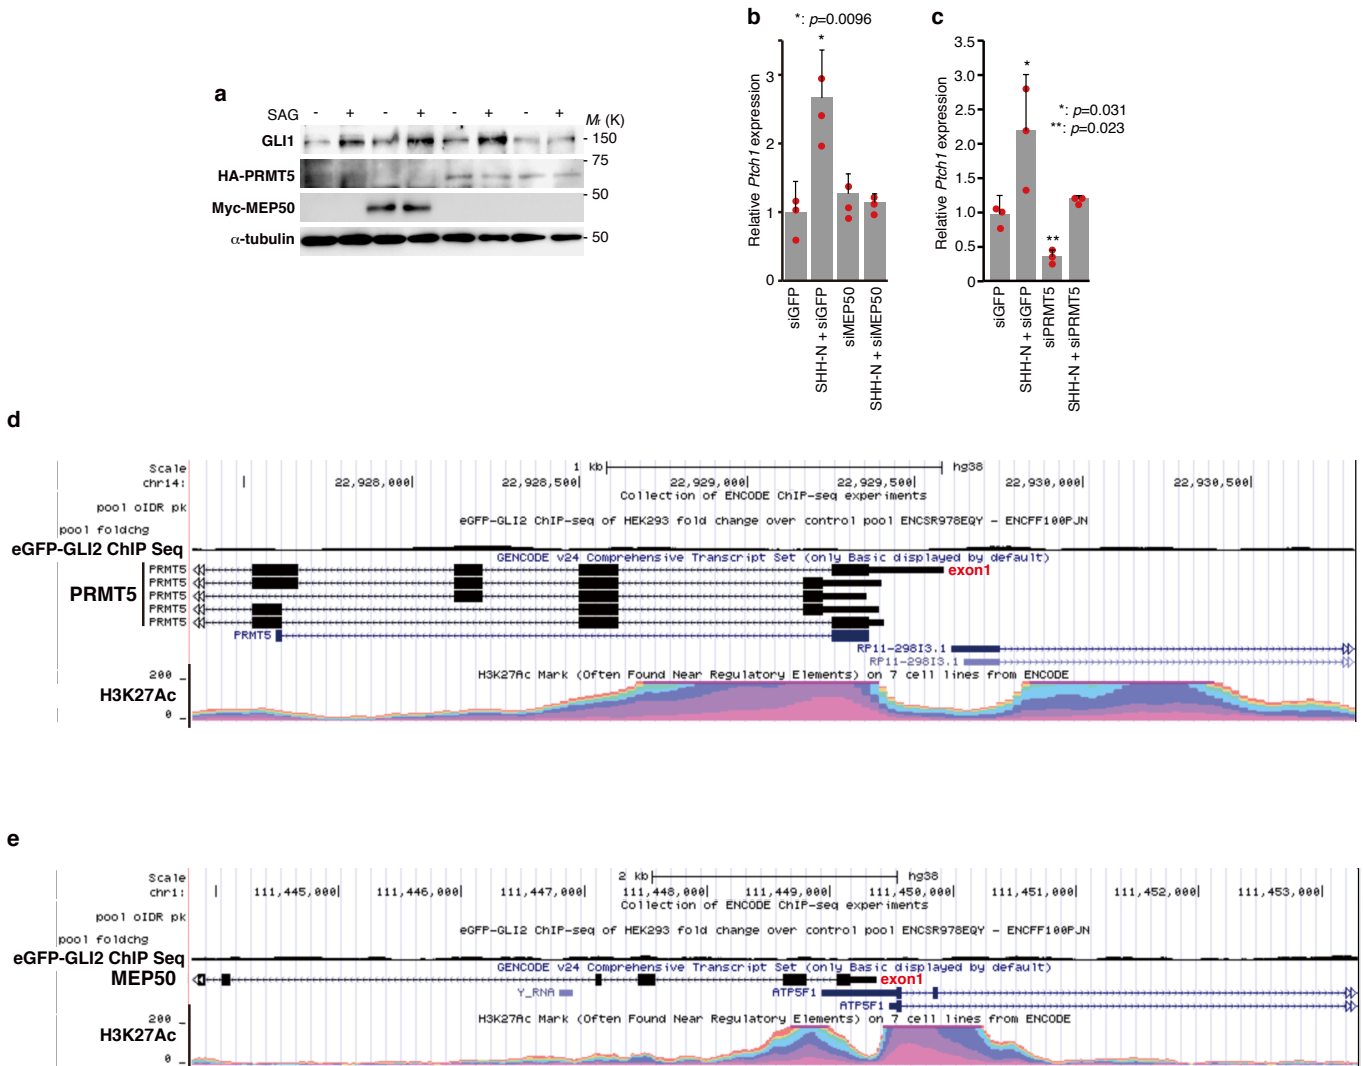 a
SAG - + - + - + - + Mr (K)
GLI1 - 150
- 75
HA-PRMT5
- 50
Myc-MEP50
α-tubulin - 50
b
*: p=0.0096
Relative Ptch1 expression
3
2
1
0
*
siGFP
SHH-N + siGFP
siMEP50
SHH-N + siMEP50
c
Relative Ptch1 expression
3.5
3.0
2.5
2.0
1.5
1.0
0.5
0
*
**
*: p=0.031
**: p=0.023
siGFP
SHH-N + siGFP
siPRMT5
SHH-N + siPRMT5
d
Scale 1 kb hg38
chr14: 22,928,000 22,928,500 22,929,000 22,929,500 22,930,000 22,930,500
Collection of ENCODE ChIP-seq experiments
pool oIDR pk
eGFP-GLI2 ChIP-seq of HEK293 fold change over control pool ENCSR978EQY - ENCFF100PJN
pool foldchg
eGFP-GLI2 ChIP Seq
GENCODE v24 Comprehensive Transcript Set (only Basic displayed by default)
PRMT5 exon1
PRMT5
PRMT5
PRMT5
PRMT5
PRMT5
PRMT5
RP11-298I3.1
RP11-298I3.1
H3K27Ac Mark (Often Found Near Regulatory Elements) on 7 cell lines from ENCODE
200
H3K27Ac
0
e
Scale 2 kb hg38
chr1: 111,445,000 111,446,000 111,447,000 111,448,000 111,449,000 111,450,000 111,451,000 111,452,000 111,453,000
Collection of ENCODE ChIP-seq experiments
pool oIDR pk
eGFP-GLI2 ChIP-seq of HEK293 fold change over control pool ENCSR978EQY - ENCFF100PJN
pool foldchg
eGFP-GLI2 ChIP Seq
GENCODE v24 Comprehensive Transcript Set (only Basic displayed by default)
MEP50 exon1
Y_RNA ATP5F1
ATP5F1
H3K27Ac Mark (Often Found Near Regulatory Elements) on 7 cell lines from ENCODE
200
H3K27Ac
0